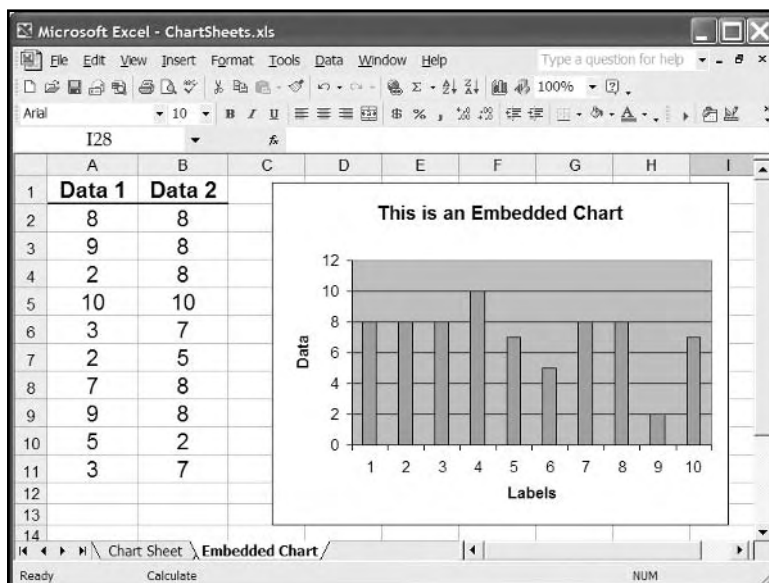 Microsoft Excel - ChartSheets.xls
File Edit View Insert Format Tools Data Window Help Type a question for help
100%
Arial 10 B I U $ % ,
I28 fx
A B C D E F G H I
1 Data 1 Data 2
2 8 8
3 9 8
4 2 8
5 10 10
6 3 7
7 2 5
8 7 8
9 9 8
10 5 2
11 3 7
12
13
14
This is an Embedded Chart
12
10
8
6
4
2
0
Data
1 2 3 4 5 6 7 8 9 10
Labels
Chart Sheet Embedded Chart
Ready Calculate NUM